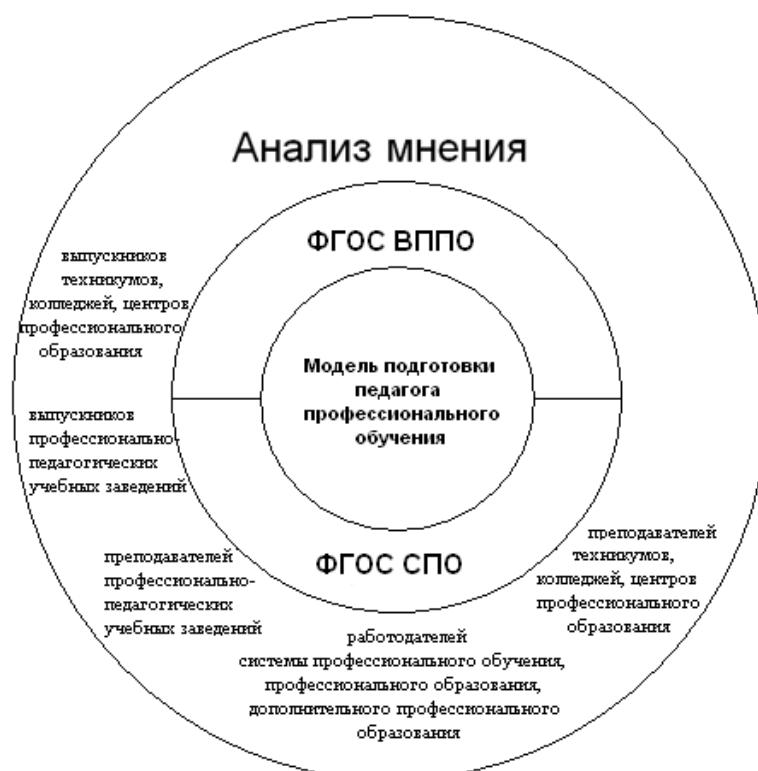 Анализ мнения
ФГОС ВППО
выпускников
техникумов,
колледжей, центров
профессионального
образования
Модель подготовки
педагога
профессионального
обучения
выпускников
профессионально-
педагогических
учебных заведений
ФГОС СПО
преподавателей
техникумов,
колледжей, центров
профессионального
образования
преподавателей
профессионально-
педагогических
учебных заведений
работодателей
системы профессионального обучения,
профессионального образования,
дополнительного профессионального
образования